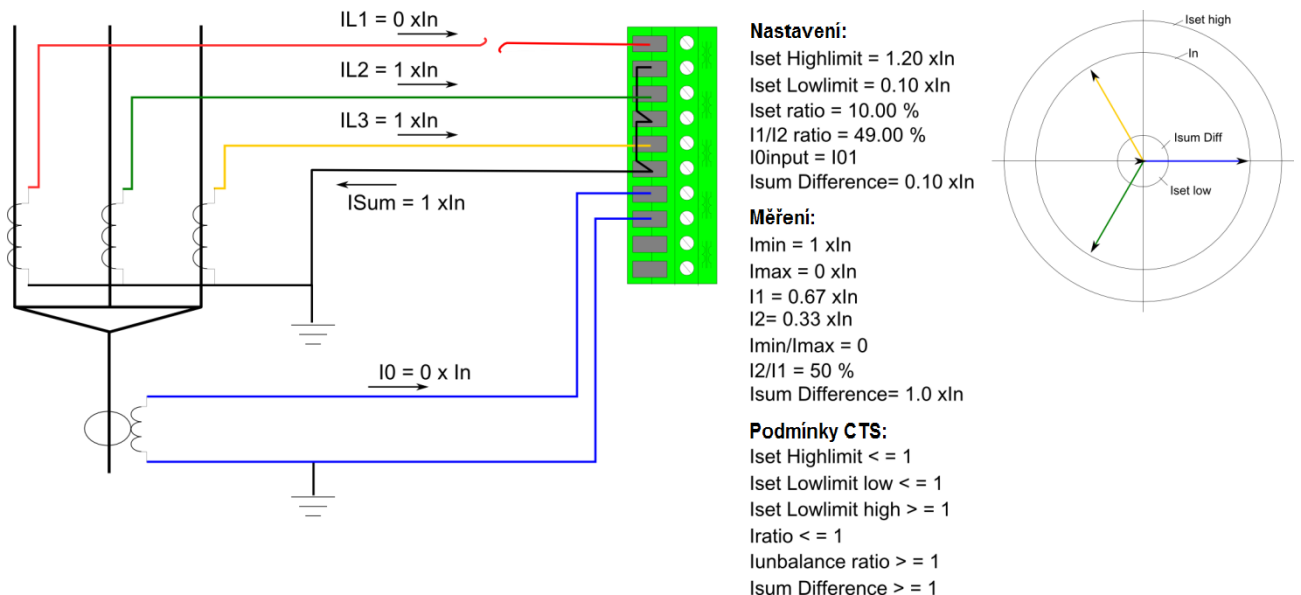 IL1 = 0 xIn
IL2 = 1 xIn
IL3 = 1 xIn
ISum = 1 xIn
I0 = 0 x In
Nastavení:
Iset Highlimit = 1.20 xIn
Iset Lowlimit = 0.10 xIn
Iset ratio = 10.00 %
I1/I2 ratio = 49.00 %
I0input = I01
Isum Difference= 0.10 xIn
Měření:
Imin = 1 xIn
Imax = 0 xIn
I1 = 0.67 xIn
I2= 0.33 xIn
Imin/Imax = 0
I2/I1 = 50 %
Isum Difference= 1.0 xIn
Podmínky CTS:
Iset Highlimit < = 1
Iset Lowlimit low < = 1
Iset Lowlimit high > = 1
Iratio < = 1
Iunbalance ratio > = 1
Isum Difference > = 1
Iset high
In
Isum Diff
Iset low